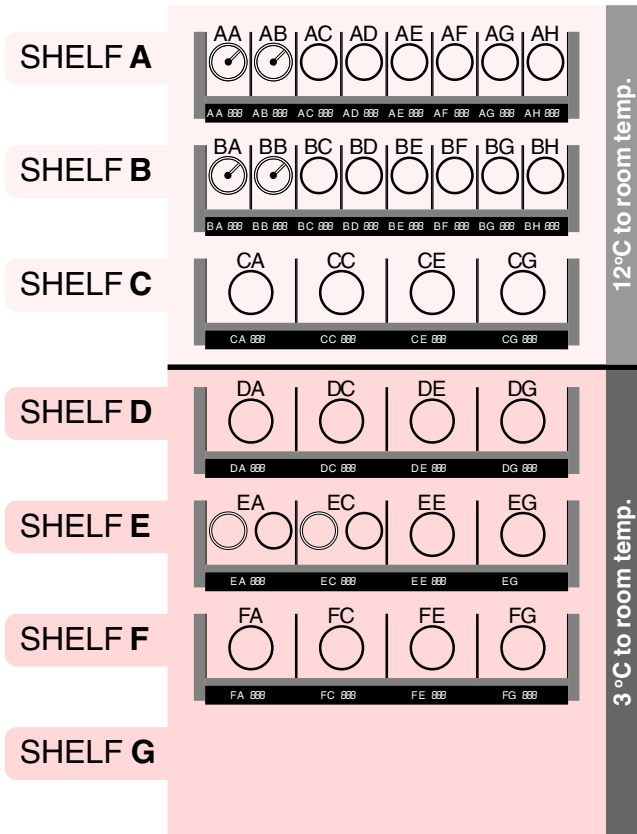 SHELF A
AA AB AC AD AE AF AG AH
AA 888 AB 888 AC 888 AD 888 AE 888 AF 888 AG 888 AH 888
SHELF B
BA BB BC BD BE BF BG BH
BA 888 BB 888 BC 888 BD 888 BE 888 BF 888 BG 888 BH 888
SHELF C
CA CC CE CG
CA 888 CC 888 CE 888 CG 888
12°C to room temp.
SHELF D
DA DC DE DG
DA 888 DC 888 DE 888 DG 888
SHELF E
EA EC EE EG
EA 888 EC 888 EE 888 EG
SHELF F
FA FC FE FG
FA 888 FC 888 FE 888 FG 888
SHELF G
3 °C to room temp.